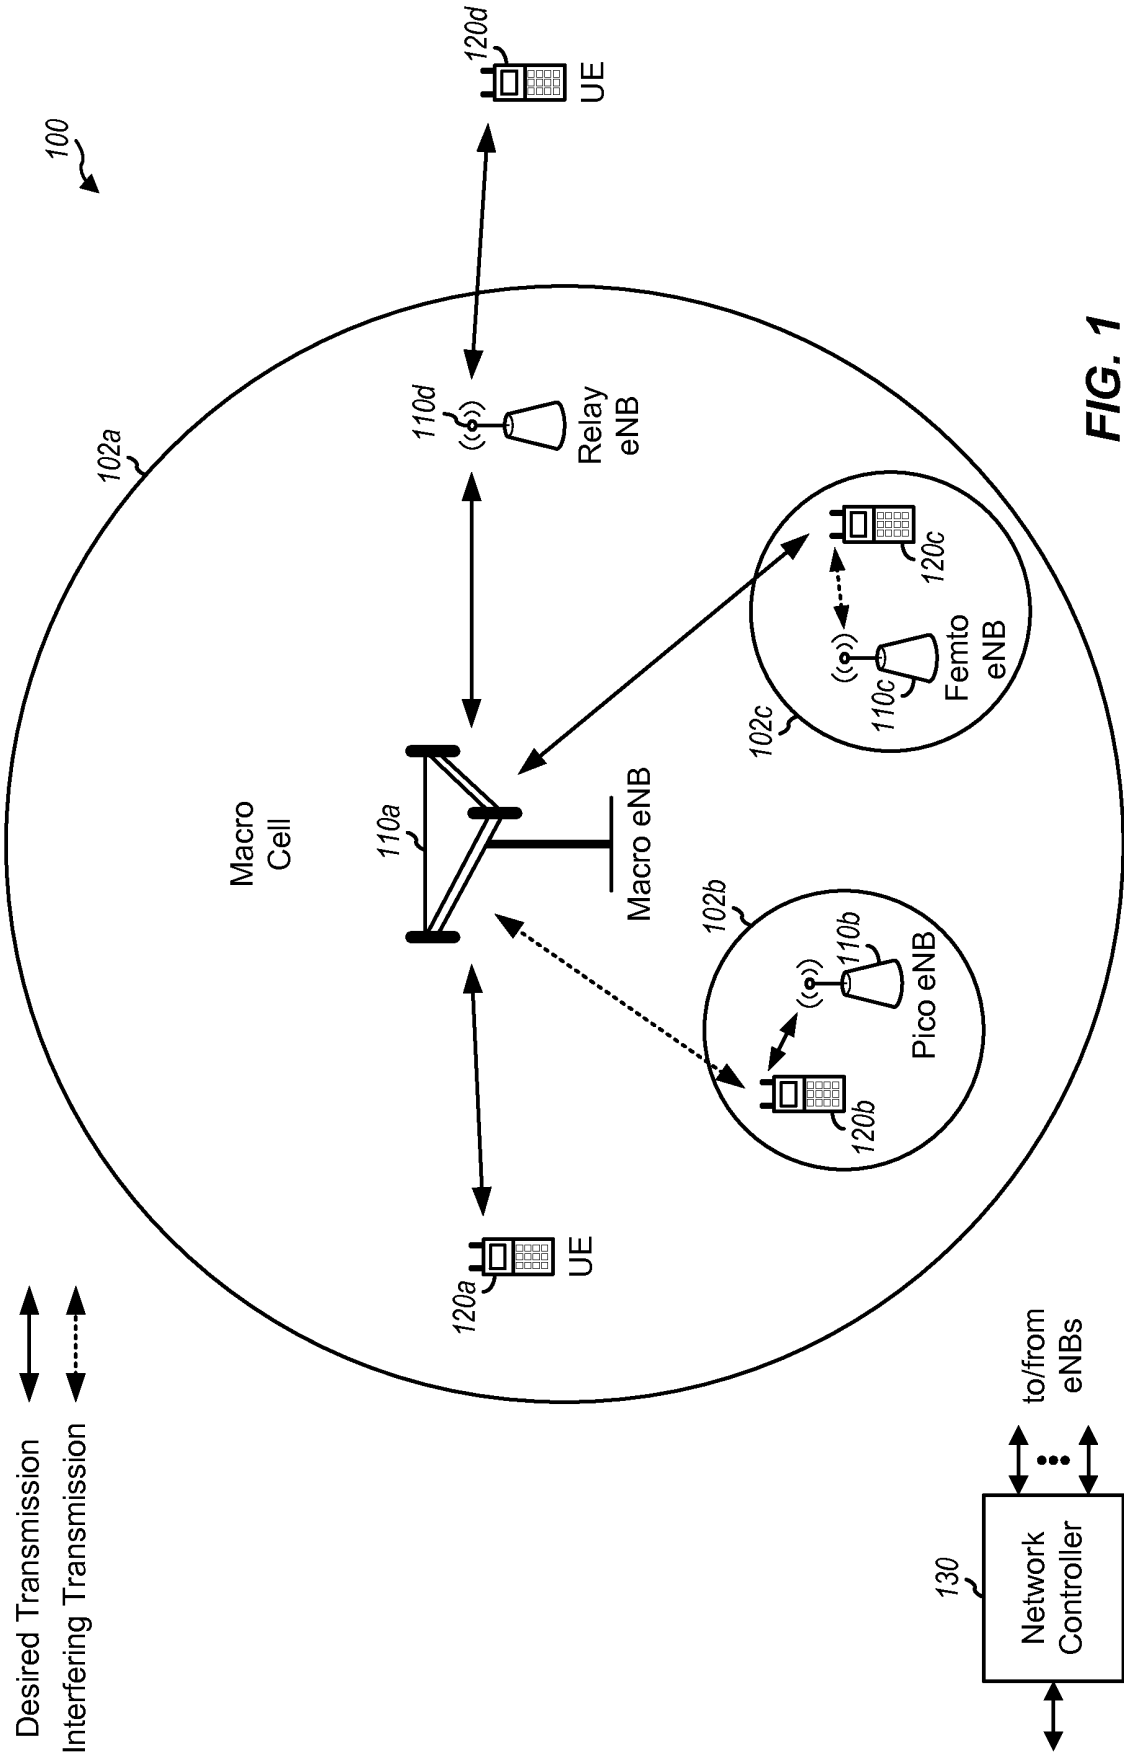 Desired Transmission
Interfering Transmission
100
102a
Macro
Cell
110a
110d
120d
120a
UE
Macro eNB
Relay
eNB
UE
102b
110b
Pico eNB
120b
102c
110c
Femto
eNB
120c
130
Network
Controller
to/from
eNBs
FIG. 1